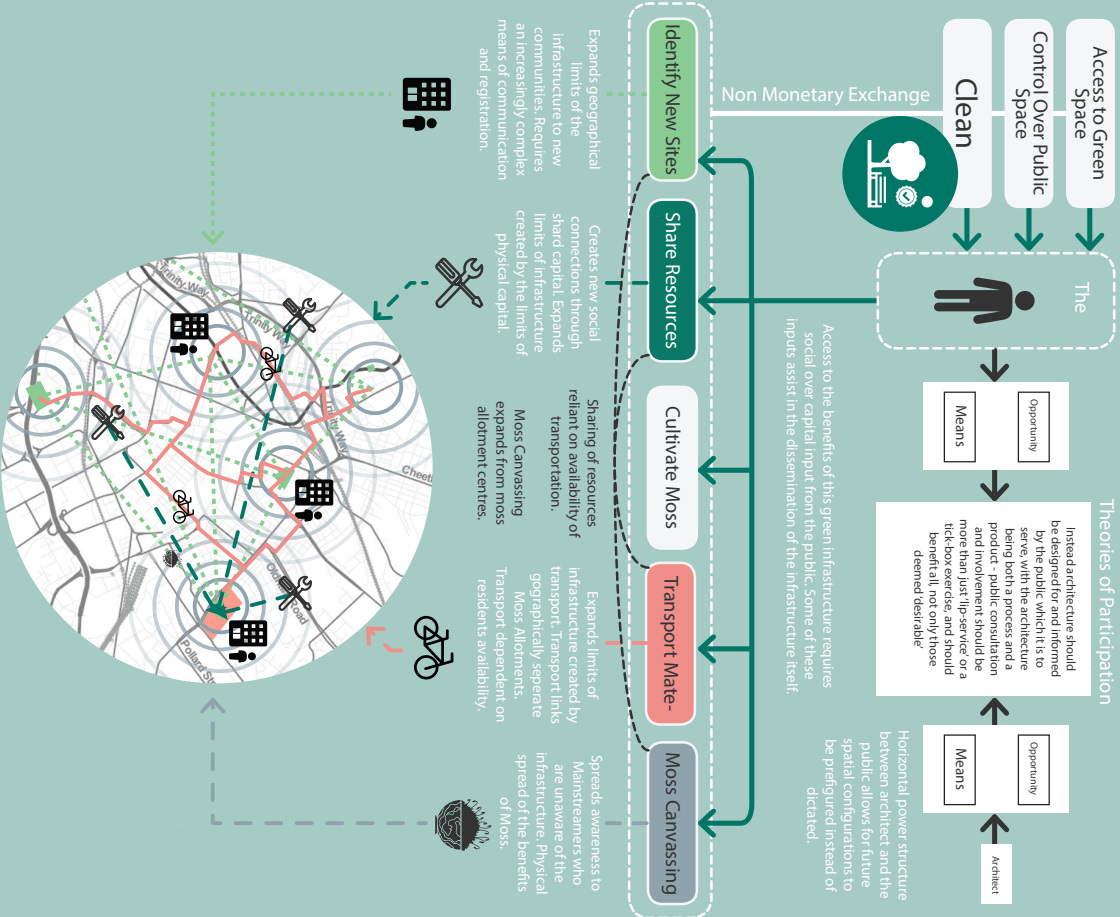 Theories of Participation
Access to Green
Space
Control Over Public
Space
Clean
Non Monetary Exchange
The
Opportunity
Means
Instead architecture should
be designed for and informed
by the public which it is to
serve, with the architecture
being both a process and a
product - public consultation
and involvement should be
more than just 'lip-service' or a
tick-box exercise, and should
benefit all, not only those
deemed desirable'
Opportunity
Means
Architect
Horizontal power structure
between architect and the
public allows for future
spatial configurations to
be prefigured instead of
dictated.
Access to the benefits of this green infrastructure requires
social over capital input from the public. Some of these
inputs assist in the dissemination of the infrastructure itself.
Identify New Sites
Share Resources
Cultivate Moss
Transport Mate-
Moss Canvassing
Expands geographical
limits of the
infrastructure to new
communities. Requires
an increasingly complex
means of communication
and registration.
Creates new social
connections through
shard capital. Expands
limits of infrastructure
created by the limits of
physical capital.
Sharing of resources
reliant on availability of
transportation.
Moss Canvassing
expands from moss
allotment centres.
Expands limits of
infrastructure created by
transport. Transport links
gographically seperate
Moss Allotments.
Transport dependent on
residents availability.
Spreads awareness to
Mainstreamers who
are unaware of the
infrastructure. Physical
spread of the benefits
of Moss.
Trinity Way
Trinity Way
Trinity Way
Cheet
Road
Pollard St